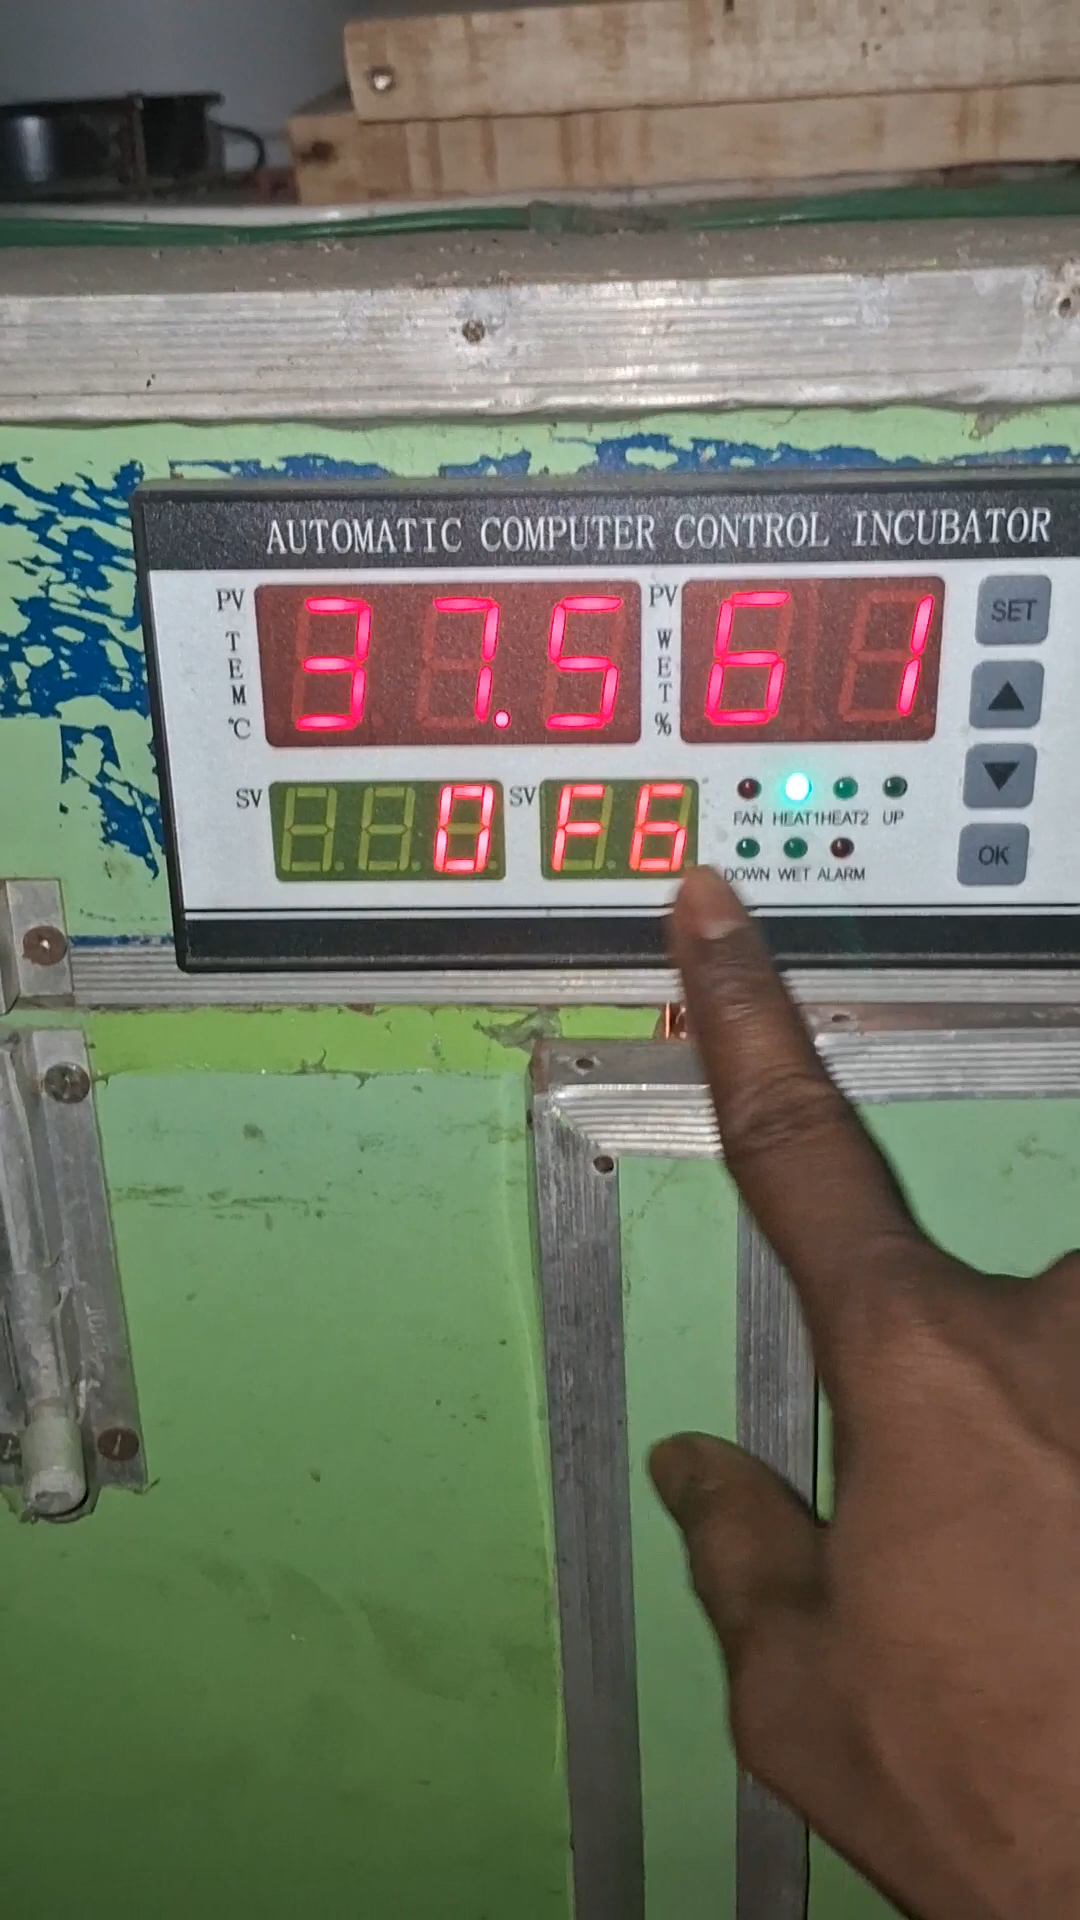 AUTOMATIC COMPUTER CONTROL INCUBATOR
PV TEM °C 37.5 PV WET % 61 SET
SV 0 SV F6
FAN HEAT1 HEAT2 UP
DOWN WET ALARM OK